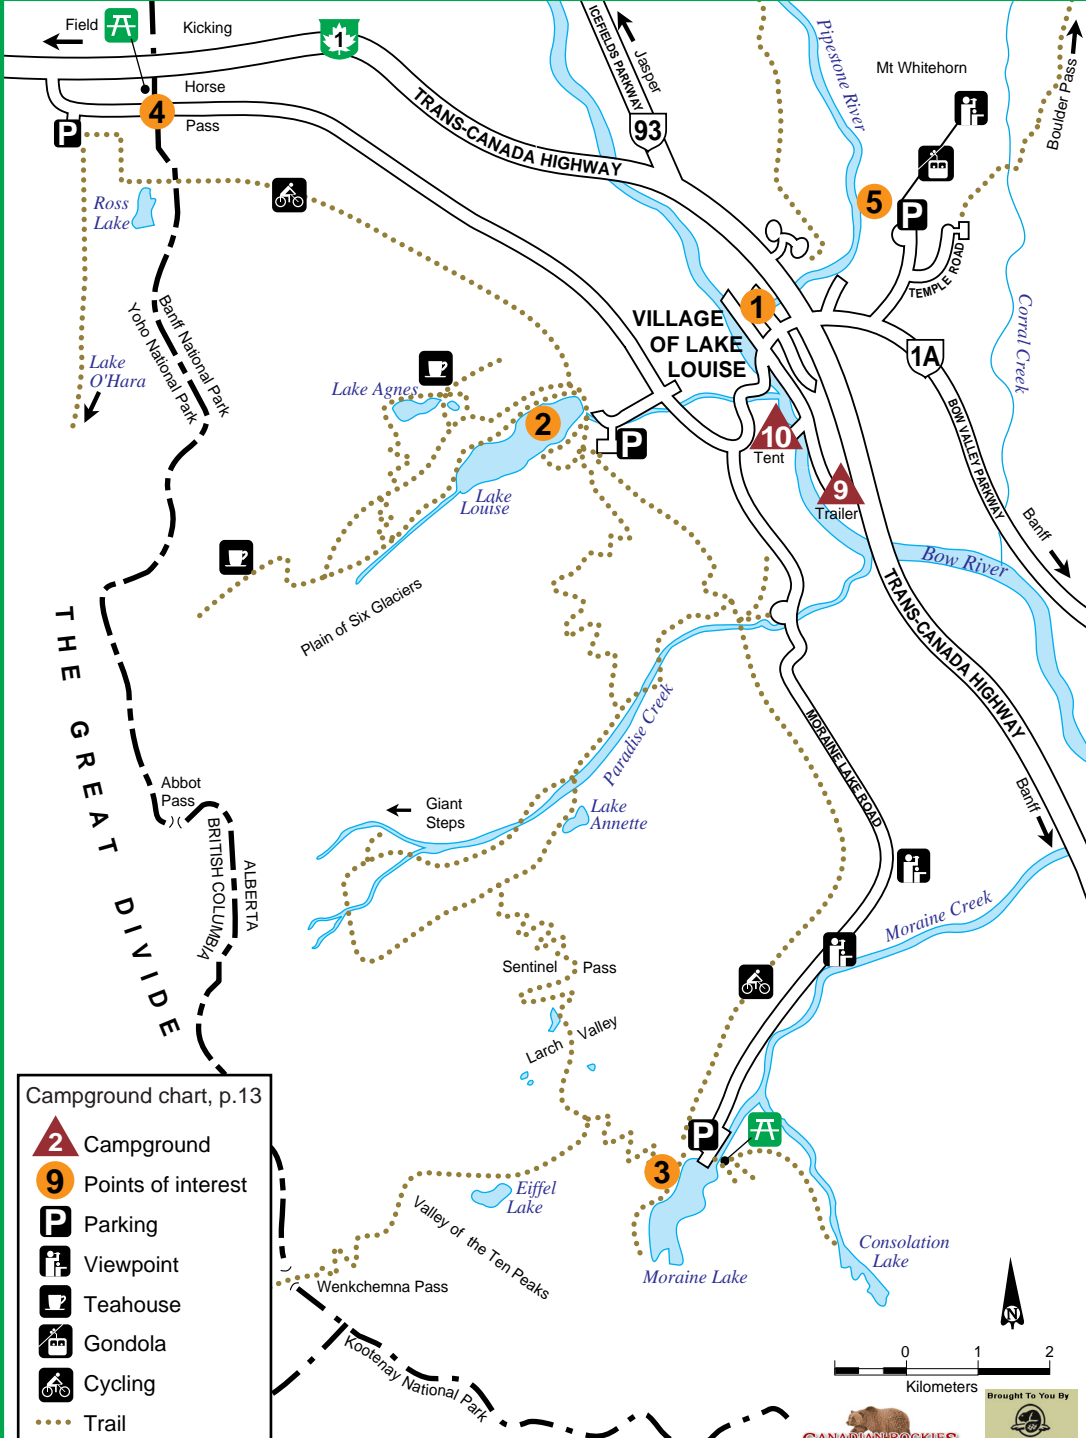 Field
Kicking
Horse
Pass
1
4
P
TRANS-CANADA HIGHWAY
ICEFIELDS PARKWAY
Jasper
93
Pipestone River
Mt Whitehorn
Boulder Pass
5
P
TEMPLE ROAD
Corral Creek
Ross
Lake
Banff National Park
Yoho National Park
Lake
O'Hara
1
VILLAGE
OF LAKE
LOUISE
1A
BOW VALLEY PARKWAY
Banff
Lake Agnes
2
P
Lake
Louise
10
Tent
9
Trailer
Bow River
TRANS-CANADA HIGHWAY
Banff
Plain of Six Glaciers
THE GREAT DIVIDE
Paradise Creek
MORAINE LAKE ROAD
Abbot
Pass
BRITISH COLUMBIA
ALBERTA
Giant
Steps
Lake
Annette
Moraine Creek
Sentinel Pass
Larch Valley
P
3
Eiffel
Lake
Valley of the Ten Peaks
Wenkchemna Pass
Moraine Lake
Consolation
Lake
Kootenay National Park
Campground chart, p.13
2 Campground
9 Points of interest
P Parking
Viewpoint
Teahouse
Gondola
Cycling
Trail
N
0 1 2
Kilometers
Brought To You By
CANADIAN ROCKIES